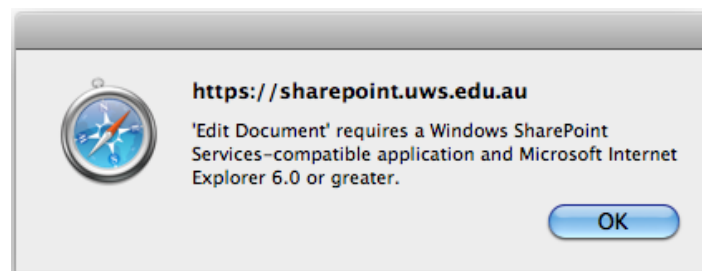 https://sharepoint.uws.edu.au
'Edit Document' requires a Windows SharePoint
Services-compatible application and Microsoft Internet
Explorer 6.0 or greater.
OK